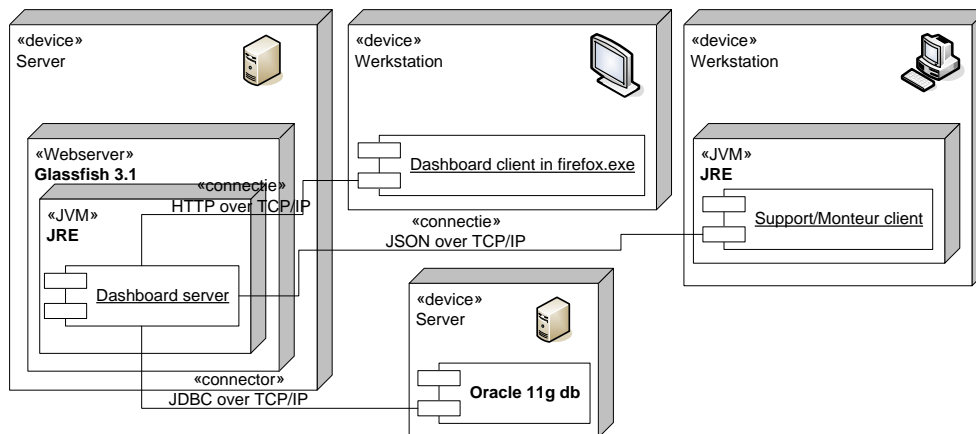 «device»
Server
«Webserver»
Glassfish 3.1
«JVM»
JRE
Dashboard server
«connectie»
HTTP over TCP/IP
«device»
Werkstation
Dashboard client in firefox.exe
«connectie»
JSON over TCP/IP
«device»
Werkstation
«JVM»
JRE
Support/Monteur client
«device»
Server
Oracle 11g db
«connector»
JDBC over TCP/IP